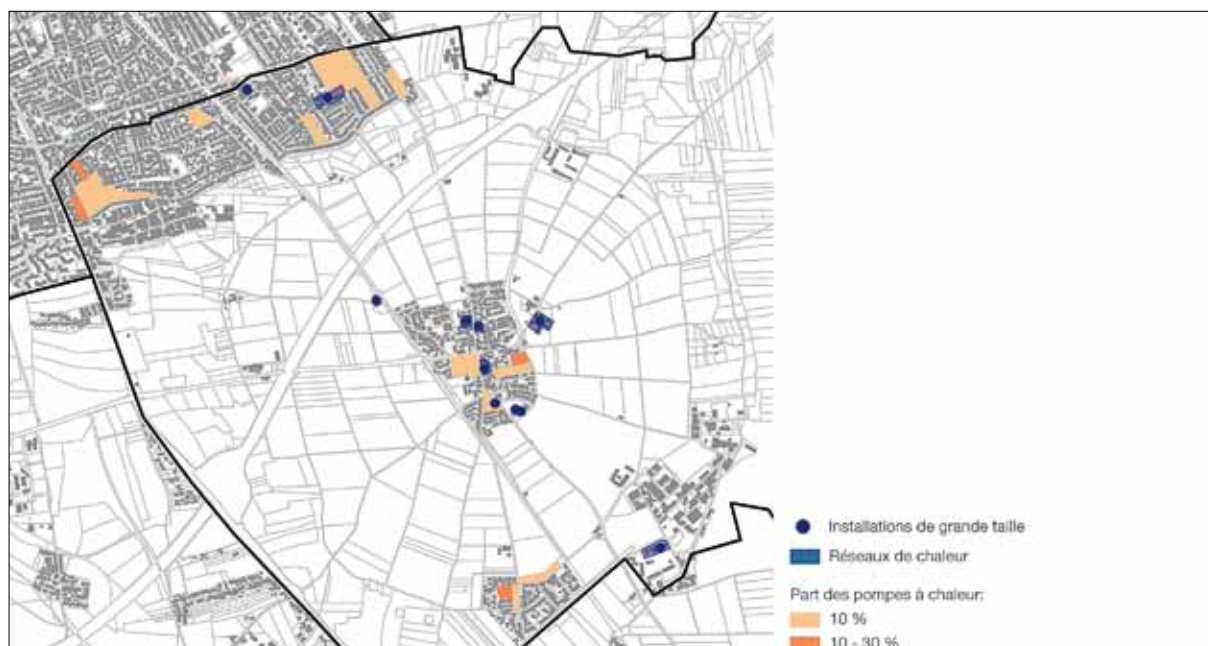 Installations de grande taille
Réseaux de chaleur
Part des pompes à chaleur:
10 %
10 - 30 %